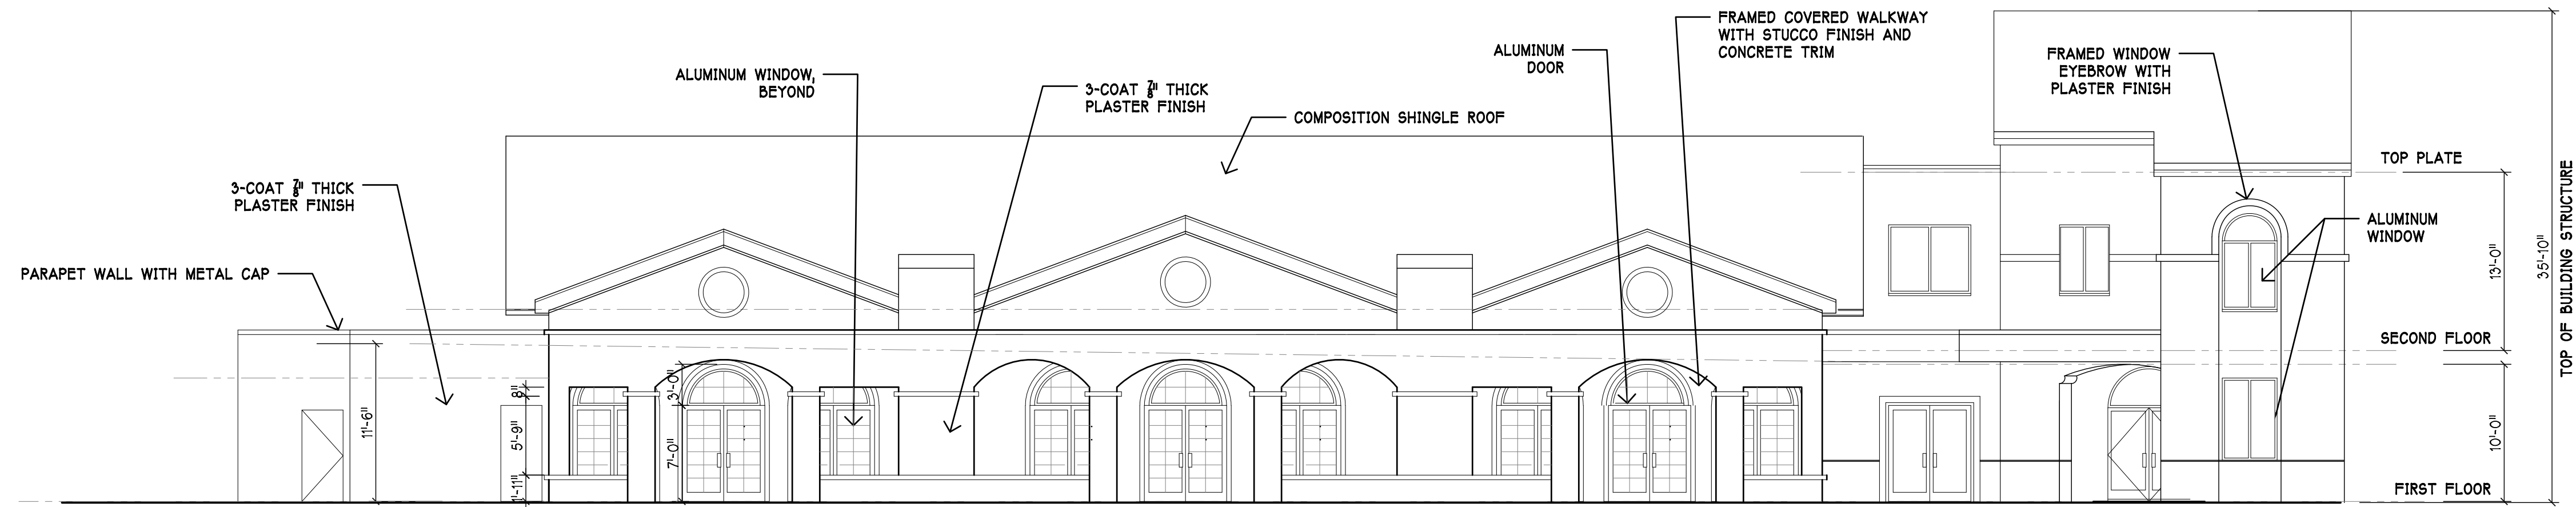 FRAMED COVERED WALKWAY
WITH STUCCO FINISH AND
CONCRETE TRIM
ALUMINUM
DOOR
FRAMED WINDOW
EYEBROW WITH
PLASTER FINISH
ALUMINUM WINDOW,
BEYOND
3-COAT 7/8" THICK
PLASTER FINISH
COMPOSITION SHINGLE ROOF
TOP PLATE
3-COAT 7/8" THICK
PLASTER FINISH
ALUMINUM
WINDOW
PARAPET WALL WITH METAL CAP
13'-0"
35'-10"
TOP OF BUILDING STRUCTURE
SECOND FLOOR
11'-6"
8"
5'-9"
1'-11"
3'-0"
7'-0"
10'-0"
FIRST FLOOR